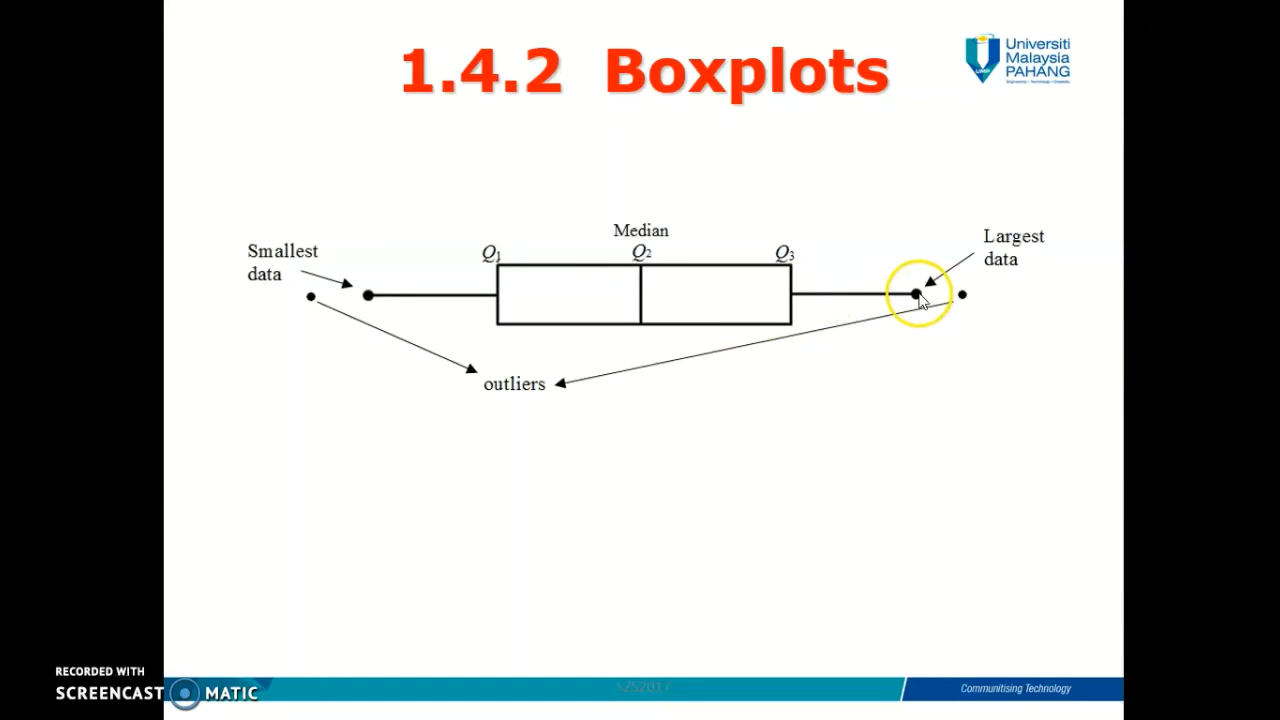 1.4.2 Boxplots
Universiti
Malaysia
PAHANG
UMP
Median
Smallest
data
Q1
Q2
Q3
Largest
data
outliers
RECORDED WITH
SCREENCAST MATIC
Communitising Technology